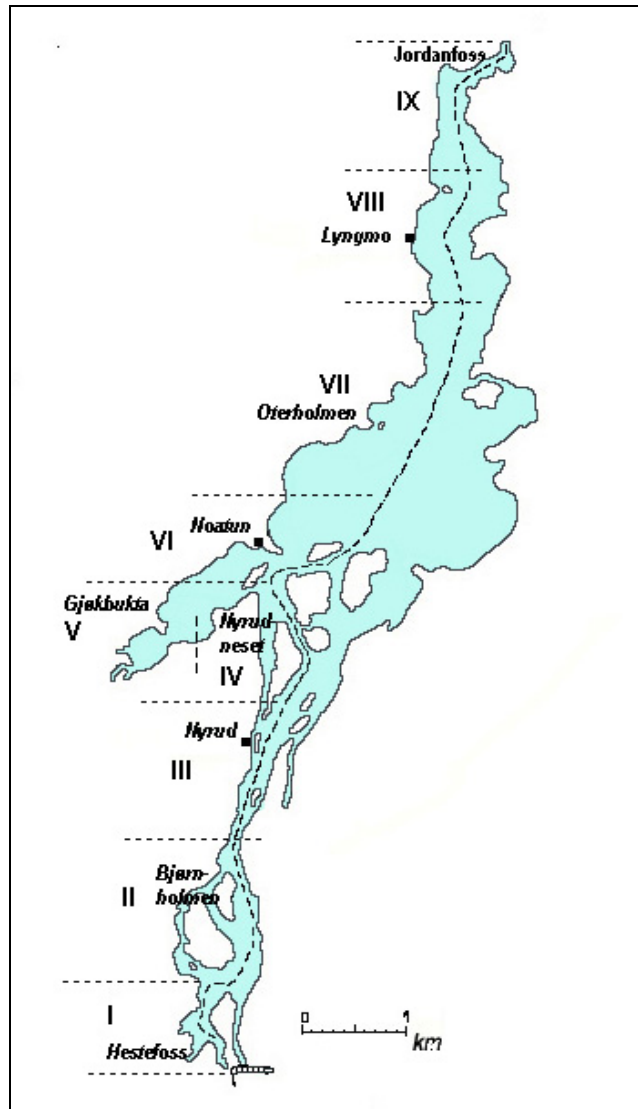 Jordanfoss
IX
VIII
Lyngmo
VII
Oterholmen
VI
Noatun
Gjøkbukta
V
Nyrud
neset
IV
Nyrud
III
Bjørn-
holmen
II
I
0 1
km
Hestefoss